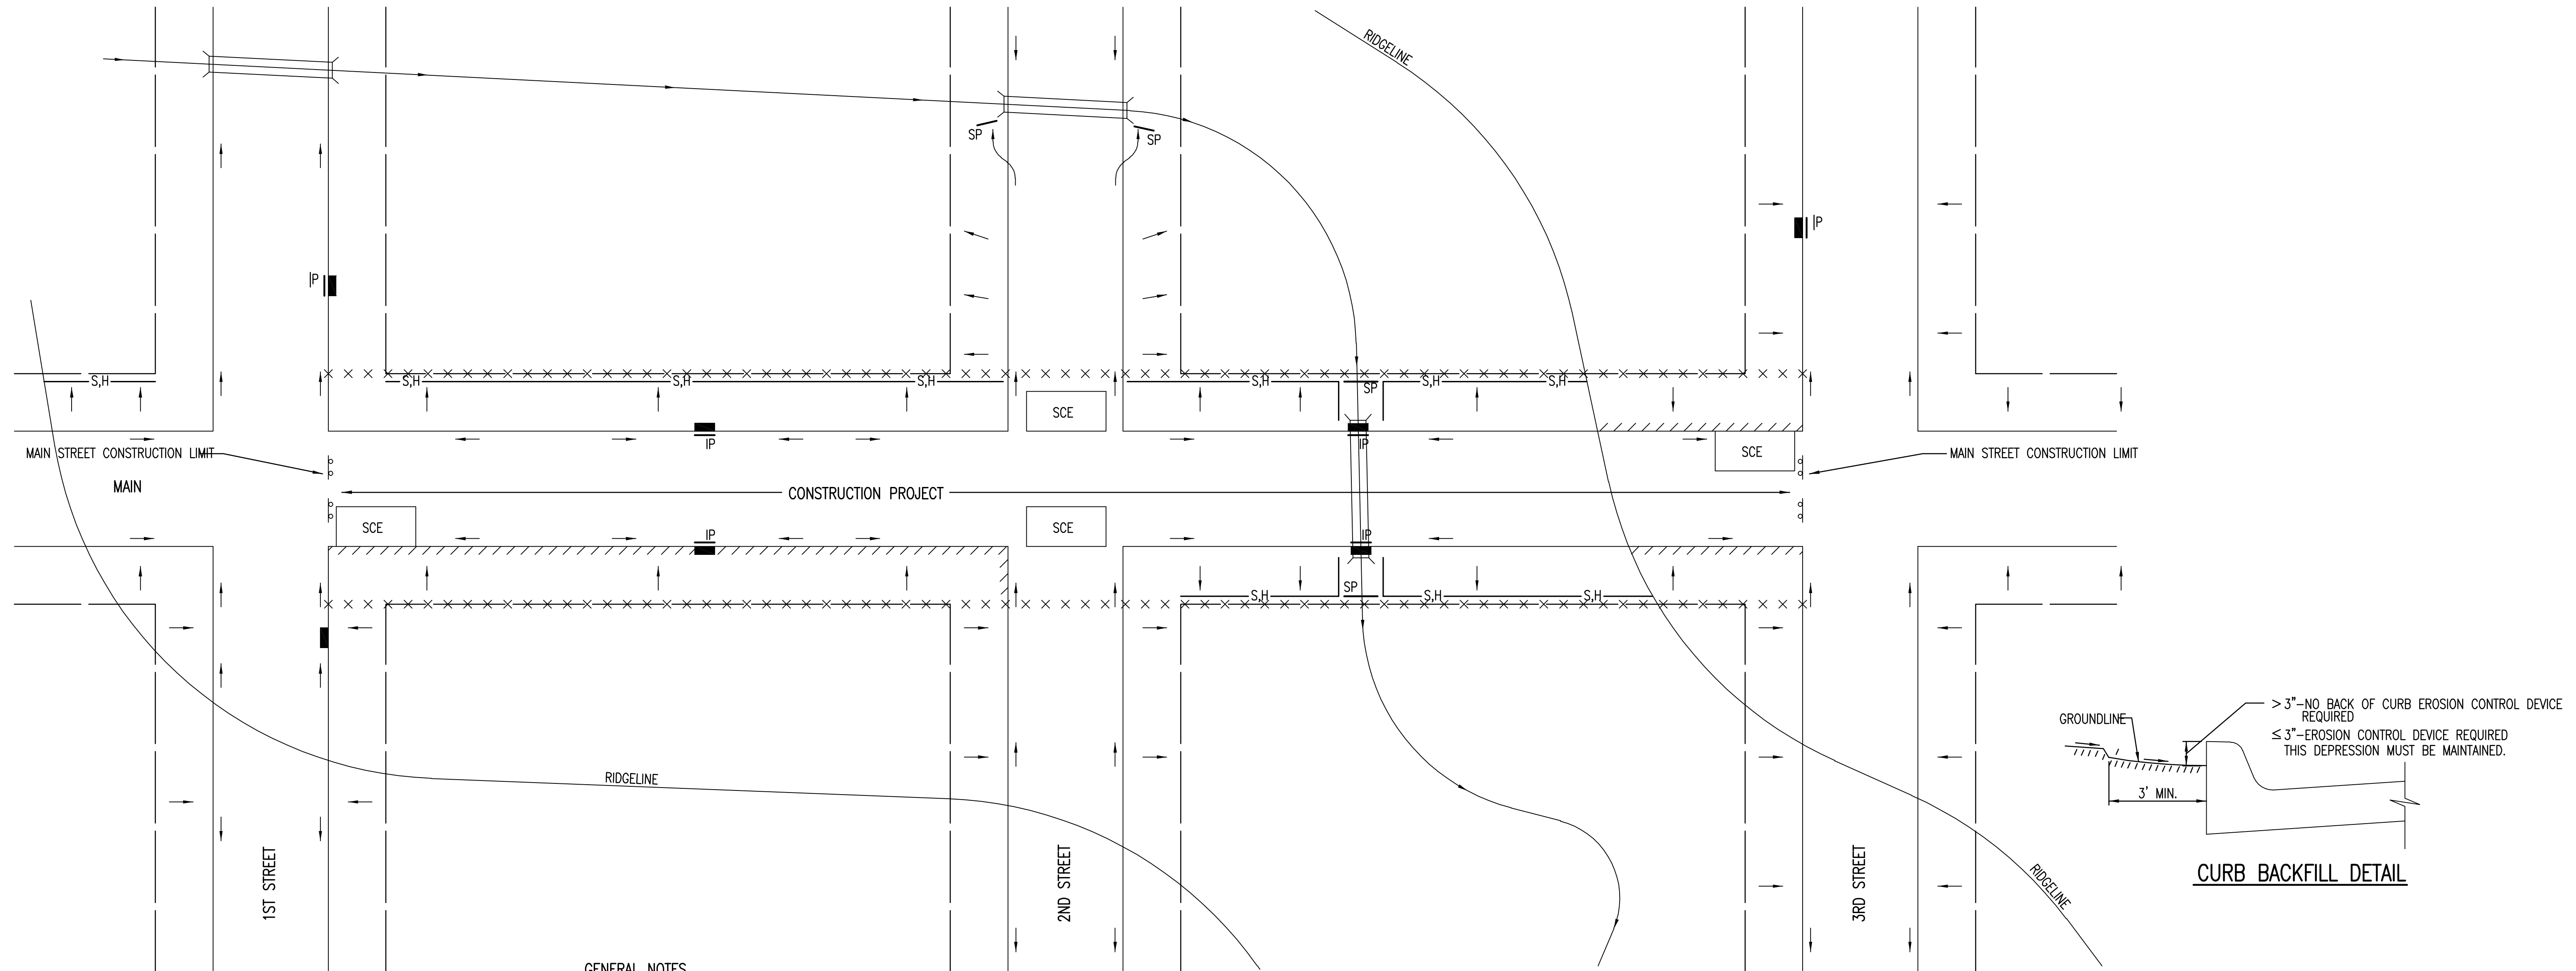 RIDGELINE
SP
SP
IP
IP
S,H
S,H
S,H
S,H
S,H
SP
S,H
S,H
SCE
IP
IP
SCE
MAIN STREET CONSTRUCTION LIMIT
MAIN STREET CONSTRUCTION LIMIT
MAIN
CONSTRUCTION PROJECT
SCE
SCE
IP
IP
SP
S,H
S,H
S,H
RIDGELINE
1ST STREET
2ND STREET
3RD STREET
RIDGELINE
GROUNDLINE
> 3"-NO BACK OF CURB EROSION CONTROL DEVICE
REQUIRED
≤ 3"-EROSION CONTROL DEVICE REQUIRED
THIS DEPRESSION MUST BE MAINTAINED.
3' MIN.
CURB BACKFILL DETAIL
GENERAL NOTES